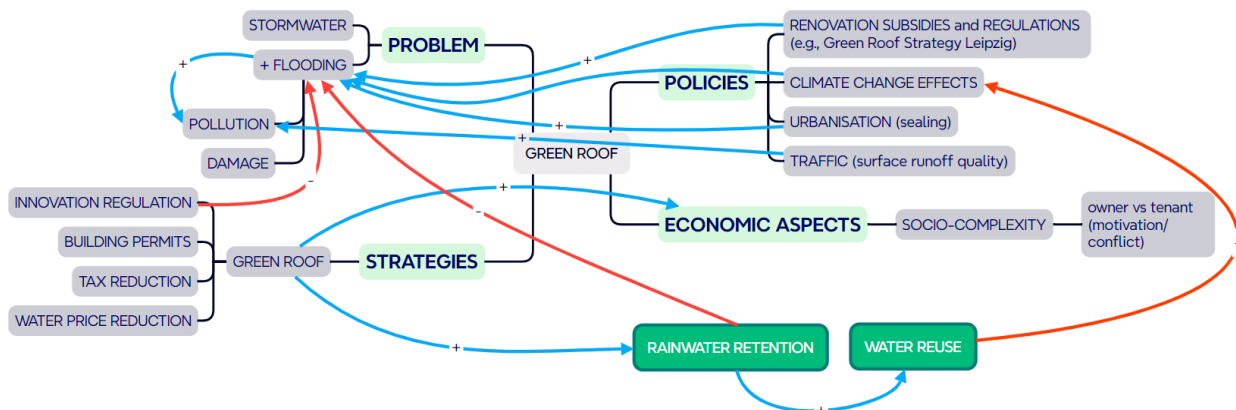 STORMWATER
PROBLEM
+ FLOODING
+
POLLUTION
DAMAGE
-
RENOVATION SUBSIDIES and REGULATIONS
(e.g., Green Roof Strategy Leipzig)
+
POLICIES
CLIMATE CHANGE EFFECTS
+
URBANISATION (sealing)
+
TRAFFIC (surface runoff quality)
GREEN ROOF
INNOVATION REGULATION
BUILDING PERMITS
GREEN ROOF
STRATEGIES
TAX REDUCTION
WATER PRICE REDUCTION
+
-
ECONOMIC ASPECTS
SOCIO-COMPLEXITY
owner vs tenant
(motivation/
conflict)
+
RAINWATER RETENTION
WATER REUSE
+